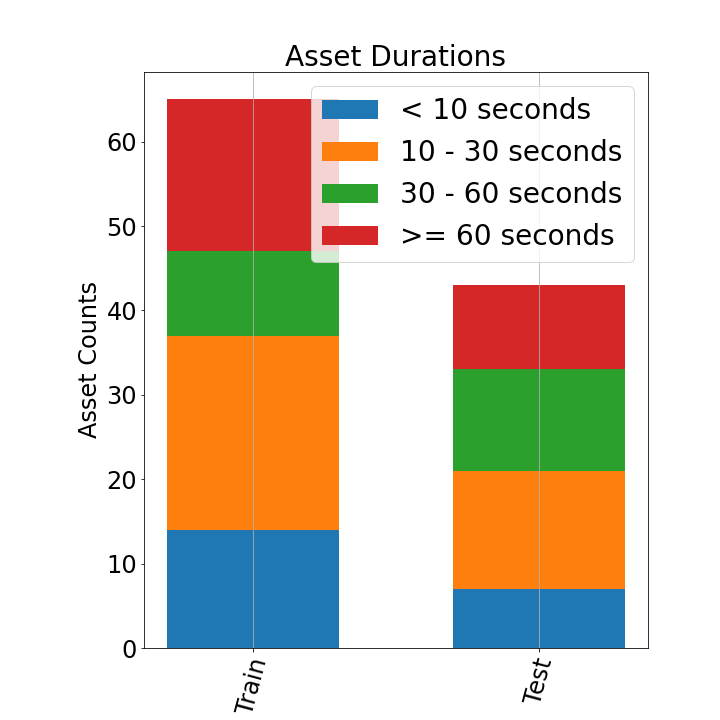 Asset Durations
< 10 seconds
10 - 30 seconds
30 - 60 seconds
>= 60 seconds
Asset Counts
60
50
40
30
20
10
0
Train
Test